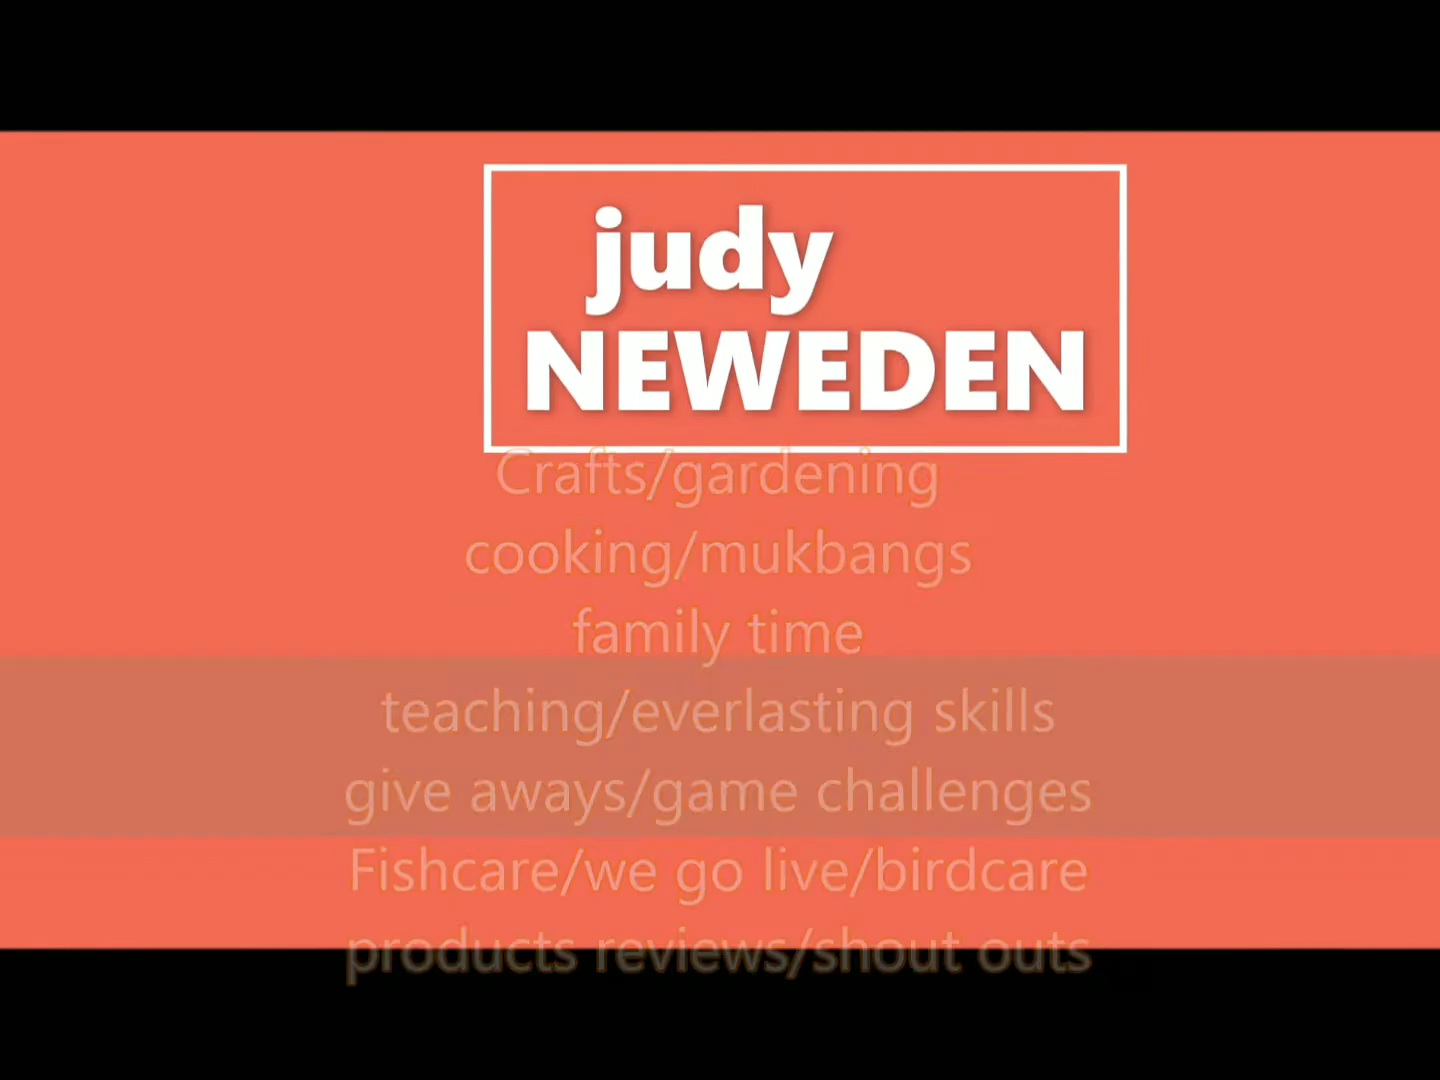 judy
NEWEDEN
Crafts/gardening
cooking/mukbangs
family time
teaching/everlasting skills
give aways/game challenges
Fishcare/we go live/birdcare
products reviews/shout outs